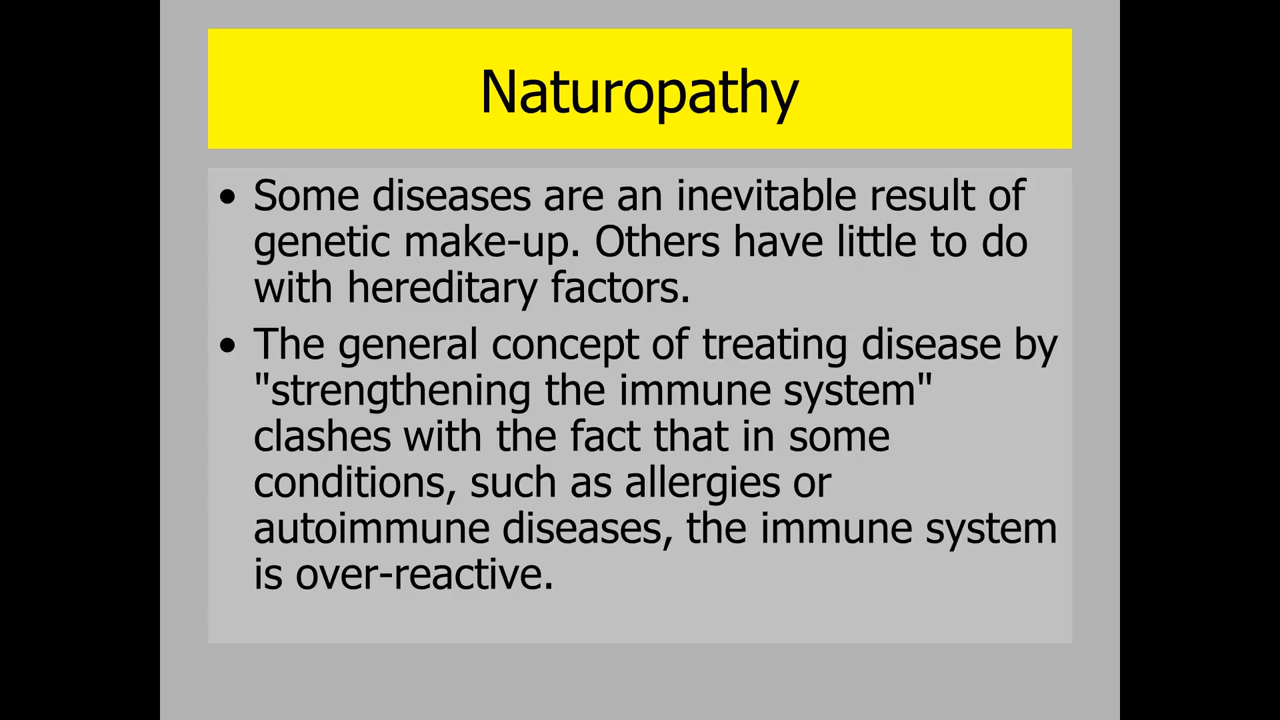 Naturopathy
• Some diseases are an inevitable result of
genetic make-up. Others have little to do
with hereditary factors.
• The general concept of treating disease by
"strengthening the immune system"
clashes with the fact that in some
conditions, such as allergies or
autoimmune diseases, the immune system
is over-reactive.